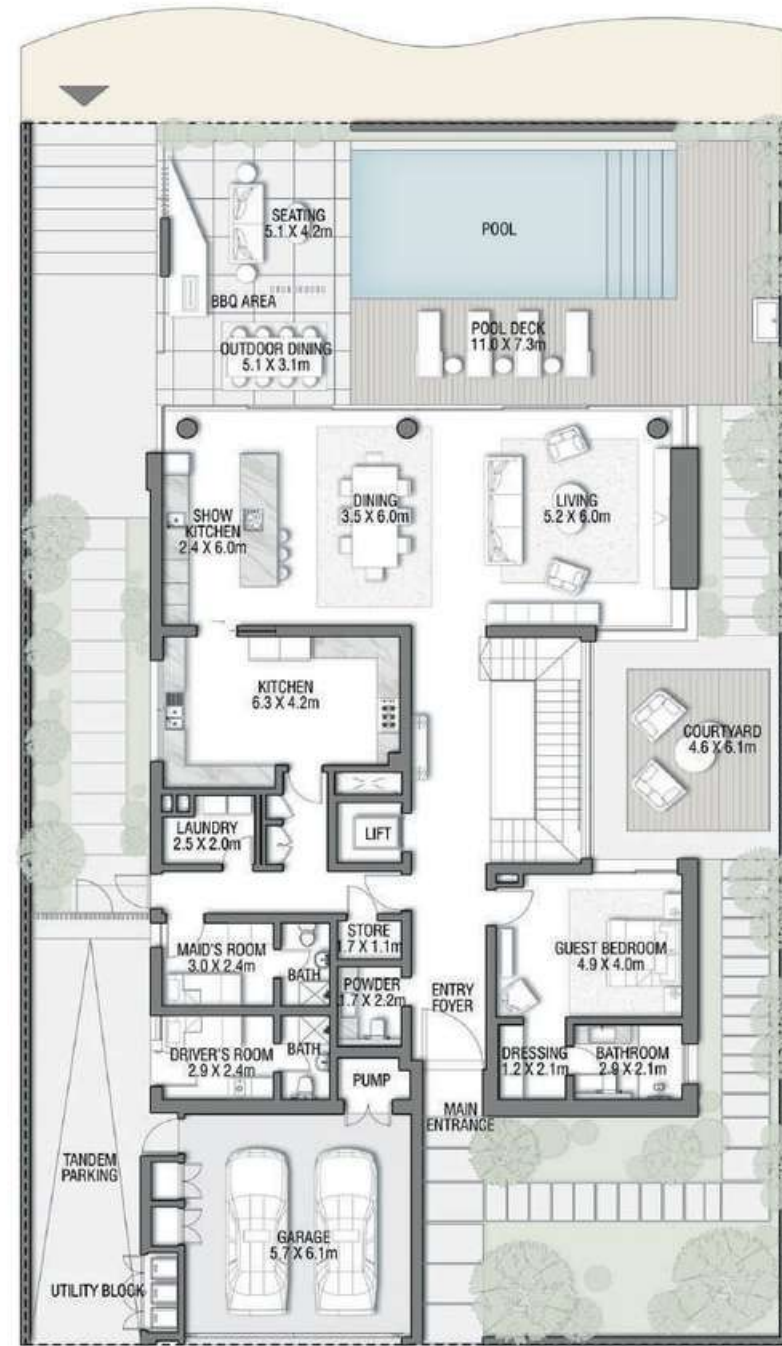 SEATING
5.1 X 4.2m
POOL
BBQ AREA
POOL DECK
11.0 X 7.3m
OUTDOOR DINING
5.1 X 3.1m
SHOW
KITCHEN
2.4 X 6.0m
DINING
3.5 X 6.0m
LIVING
5.2 X 6.0m
KITCHEN
6.3 X 4.2m
COURTYARD
4.6 X 6.1m
LAUNDRY
2.5 X 2.0m
LIFT
MAID'S ROOM
3.0 X 2.4m
BATH
STORE
1.7 X 1.1m
GUEST BEDROOM
4.9 X 4.0m
POWDER
1.7 X 2.2m
ENTRY
FOYER
DRIVER'S ROOM
2.9 X 2.4m
BATH
PUMP
DRESSING
1.2 X 2.1m
BATHROOM
2.9 X 2.1m
MAIN
ENTRANCE
TANDEM
PARKING
GARAGE
5.7 X 6.1m
UTILITY BLOCK